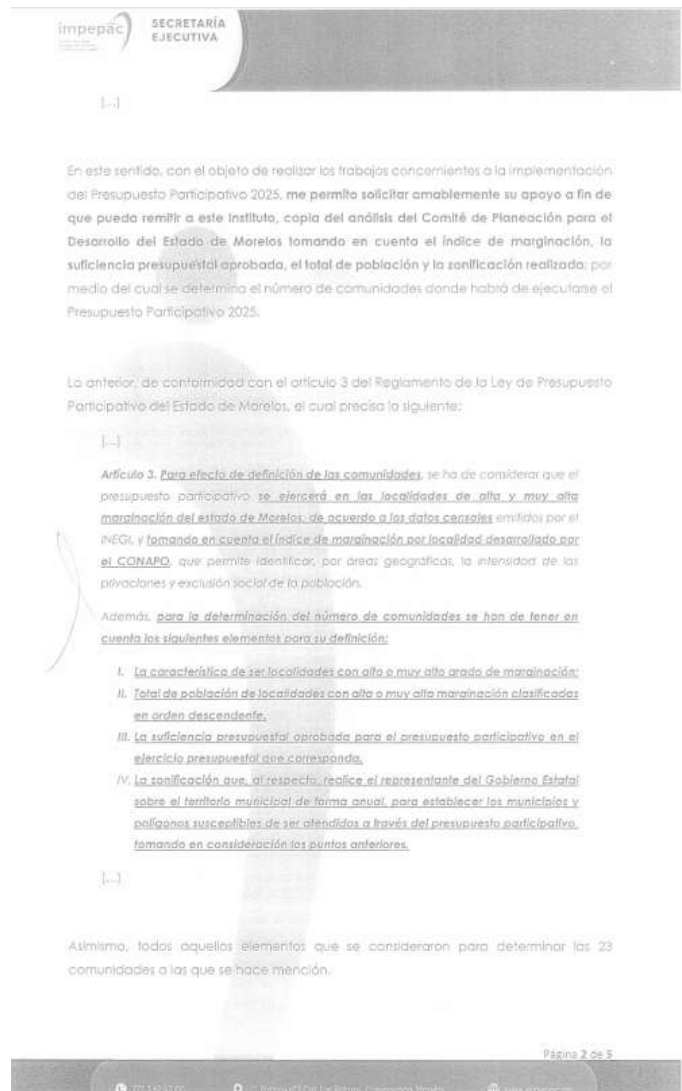 impepac
SECRETARÍA
EJECUTIVA
[...]
En este sentido, con el objeto de realizar los trabajos concernientes a la implementación
del Presupuesto Participativo 2025, me permito solicitar amablemente su apoyo a fin de
que pueda remitir a este Instituto, copia del análisis del Comité de Planeación para el
Desarrollo del Estado de Morelos tomando en cuenta el índice de marginación, la
suficiencia presupuestal aprobada, el total de población y la zonificación realizada; por
medio del cual se determina el número de comunidades donde habrá de ejecutarse el
Presupuesto Participativo 2025.
Lo anterior, de conformidad con el artículo 3 del Reglamento de la Ley de Presupuesto
Participativo del Estado de Morelos, el cual precisa lo siguiente:
[...]
Artículo 3. Para efecto de definición de las comunidades, se ha de considerar que el
presupuesto participativo se ejercerá en las localidades de alta y muy alta
marginación del estado de Morelos, de acuerdo a los datos censales emitidos por el
INEGI, y tomando en cuenta el índice de marginación por localidad desarrollado por
el CONAPO, que permite identificar, por áreas geográficas, la intensidad de las
privaciones y exclusión social de la población.
Además, para la determinación del número de comunidades se han de tener en
cuenta los siguientes elementos para su definición:
I. La característica de ser localidades con alto o muy alto grado de marginación;
II. Total de población de localidades con alta o muy alta marginación clasificadas
en orden descendente.
III. La suficiencia presupuestal aprobada para el presupuesto participativo en el
ejercicio presupuestal que corresponda.
IV. La zonificación que, al respecto, realice el representante del Gobierno Estatal
sobre el territorio municipal de forma anual, para establecer los municipios y
polígonos susceptibles de ser atendidos a través del presupuesto participativo,
tomando en consideración los puntos anteriores.
[...]
Asimismo, todos aquellos elementos que se consideraron para determinar las 23
comunidades a las que se hace mención.
Página 2 de 5